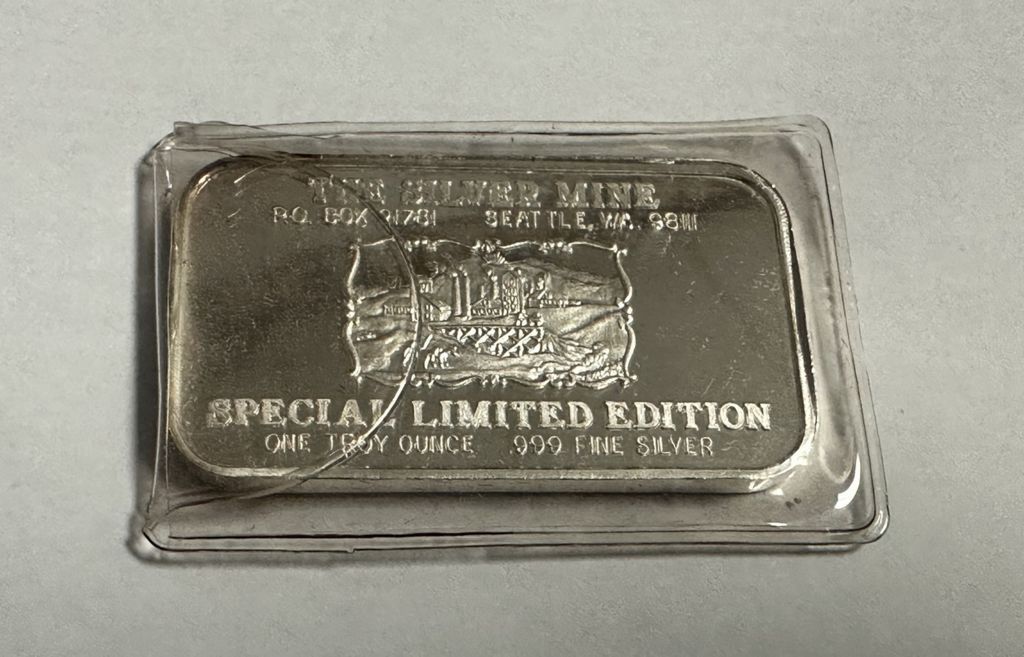 THE SILVER MINE
P.O. BOX 21781 SEATTLE, WA. 98111
SPECIAL LIMITED EDITION
ONE TROY OUNCE .999 FINE SILVER